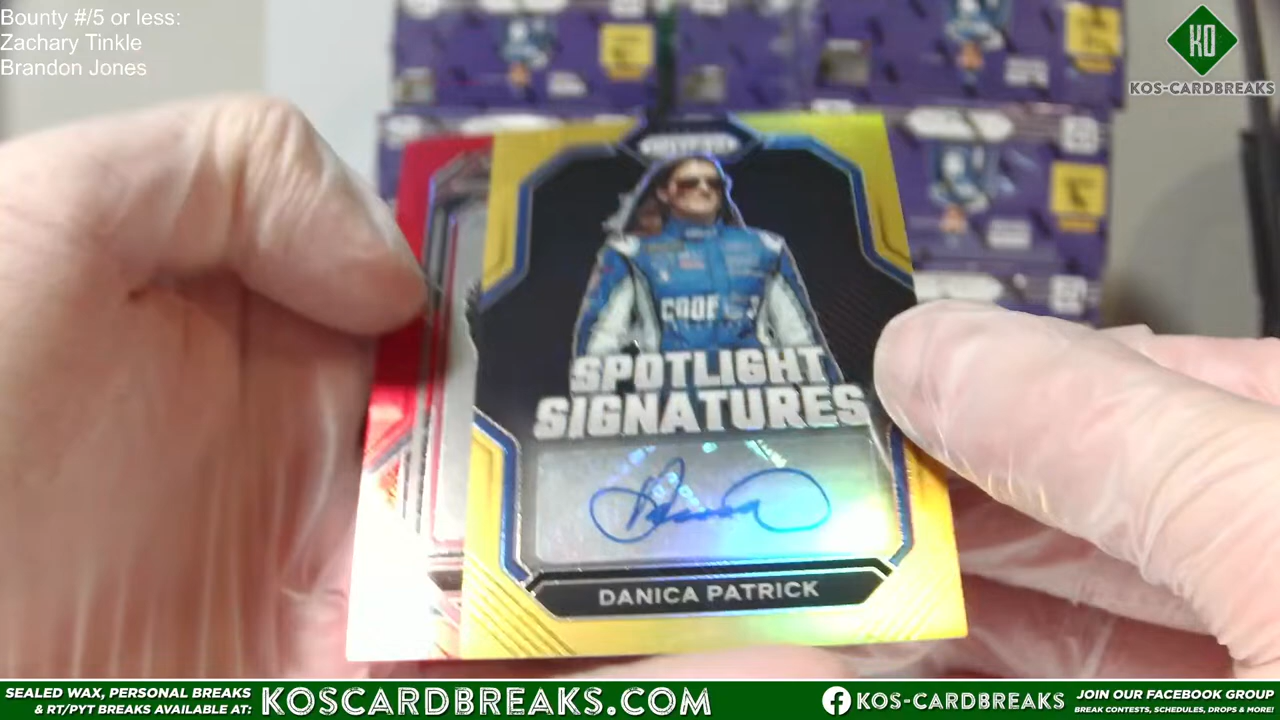 Bounty #/5 or less:
Zachary Tinkle
Brandon Jones
KO
KOS-CARDBREAKS
SPOTLIGHT
SIGNATURES
Danica
DANICA PATRICK
SEALED WAX, PERSONAL BREAKS
& RT/PYT BREAKS AVAILABLE AT:
KOSCARDBREAKS.COM
KOS-CARDBREAKS
JOIN OUR FACEBOOK GROUP
BREAK CONTESTS, SCHEDULES, DROPS & MORE!